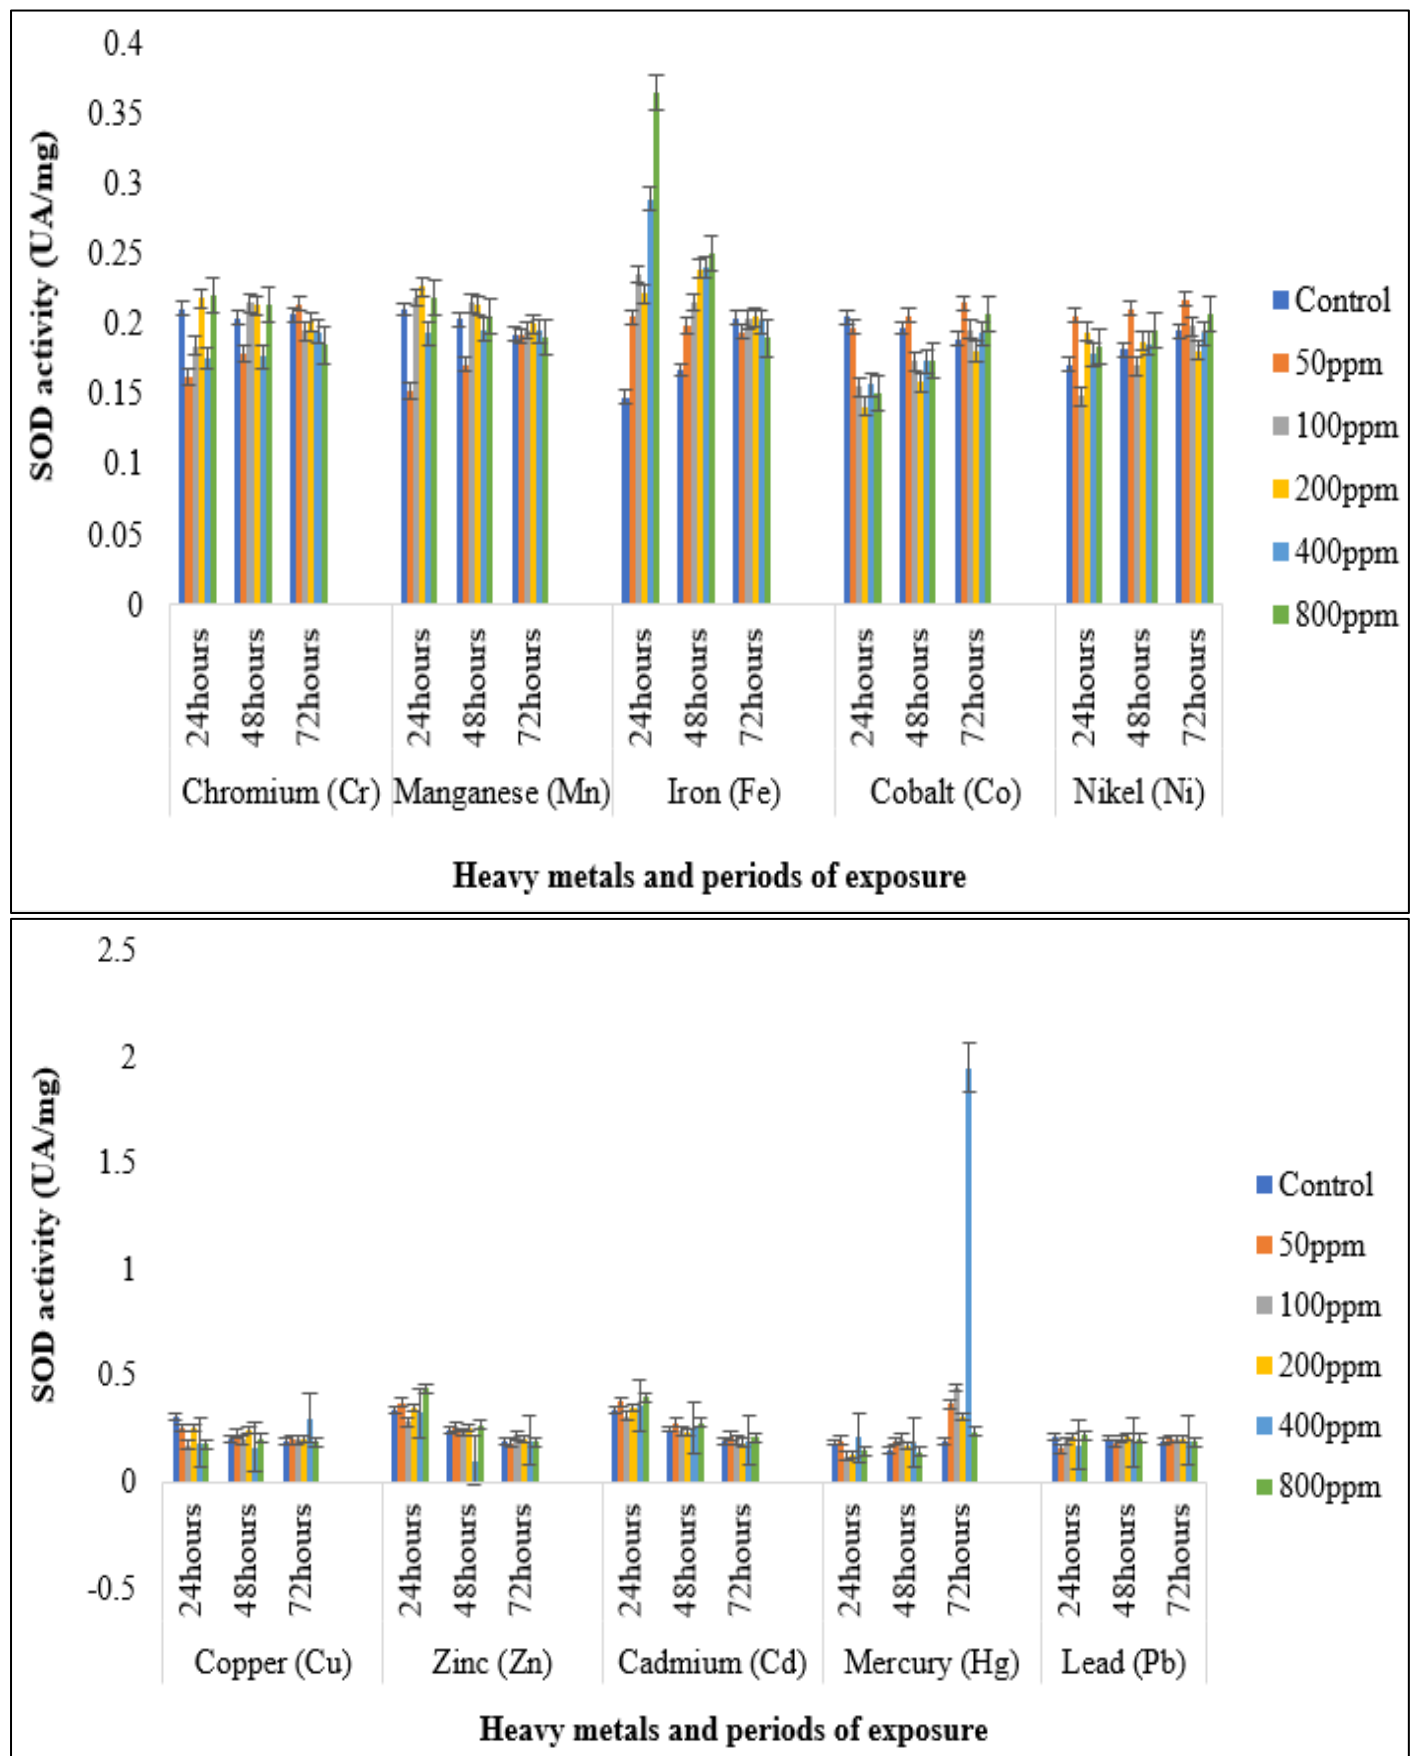 0.4
0.35
0.3
0.25
0.2
0.15
0.1
0.05
0
SOD activity (UA/mg)
24hours
48hours
72hours
24hours
48hours
72hours
24hours
48hours
72hours
24hours
48hours
72hours
24hours
48hours
72hours
Chromium (Cr)
Manganese (Mn)
Iron (Fe)
Cobalt (Co)
Nikel (Ni)
Heavy metals and periods of exposure
Control
50ppm
100ppm
200ppm
400ppm
800ppm
2.5
2
1.5
1
0.5
0
-0.5
SOD activity (UA/mg)
24hours
48hours
72hours
24hours
48hours
72hours
24hours
48hours
72hours
24hours
48hours
72hours
24hours
48hours
72hours
Copper (Cu)
Zinc (Zn)
Cadmium (Cd)
Mercury (Hg)
Lead (Pb)
Heavy metals and periods of exposure
Control
50ppm
100ppm
200ppm
400ppm
800ppm